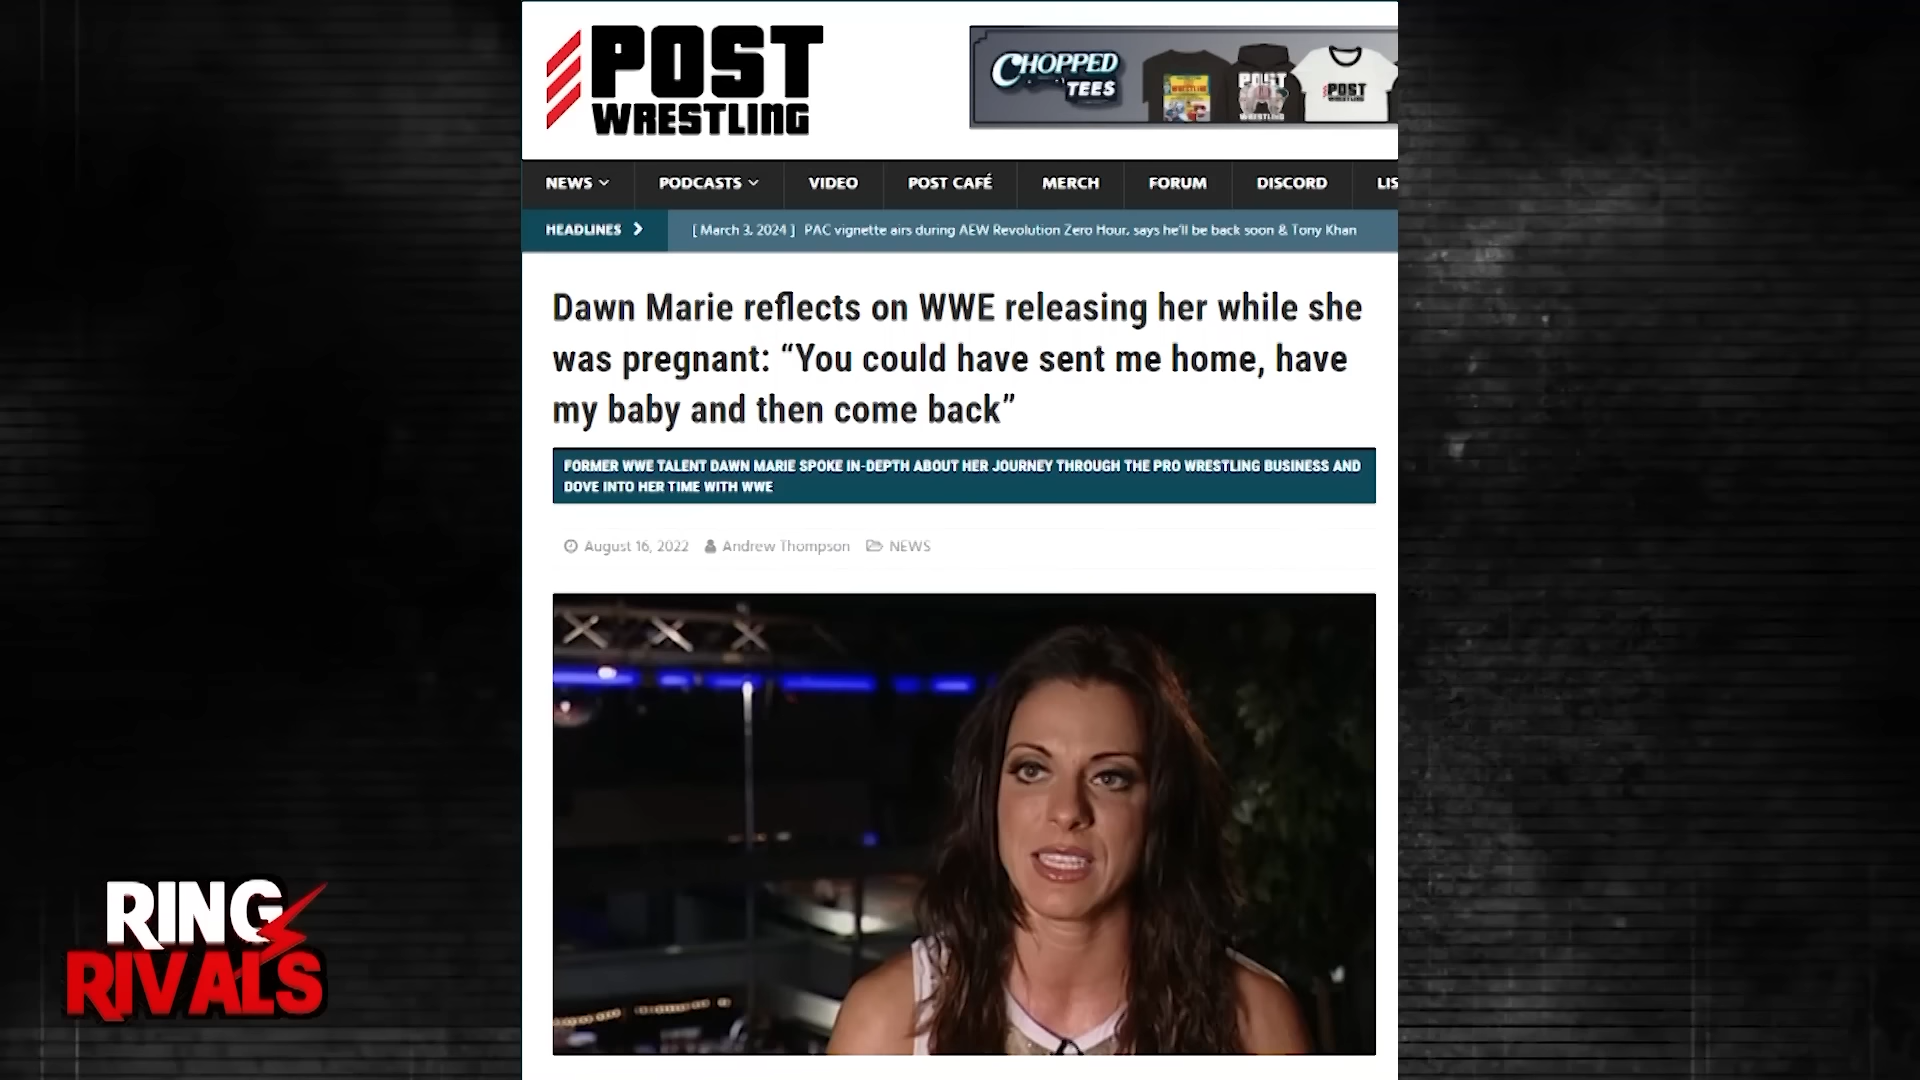 POST
WRESTLING
CHOPPED
TEES
POST
WRESTLING
POST
NEWS
PODCASTS
VIDEO
POST CAFÉ
MERCH
FORUM
DISCORD
LIS
HEADLINES
[ March 3, 2024 ] PAC vignette airs during AEW Revolution Zero Hour, says he'll be back soon & Tony Khan
Dawn Marie reflects on WWE releasing her while she
was pregnant: “You could have sent me home, have
my baby and then come back”
FORMER WWE TALENT DAWN MARIE SPOKE IN-DEPTH ABOUT HER JOURNEY THROUGH THE PRO WRESTLING BUSINESS AND
DOVE INTO HER TIME WITH WWE
August 16, 2022 Andrew Thompson NEWS
RING
RIVALS